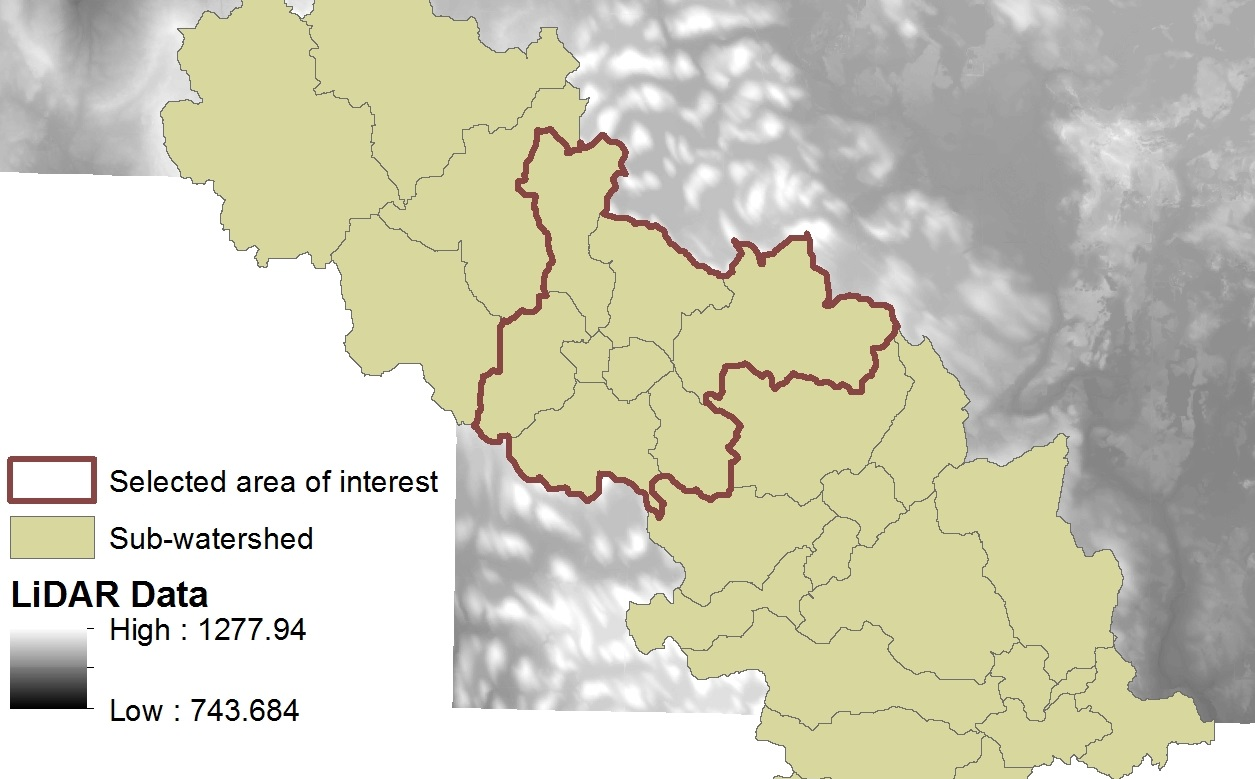 Selected area of interest
Sub-watershed
LiDAR Data
High : 1277.94
Low : 743.684